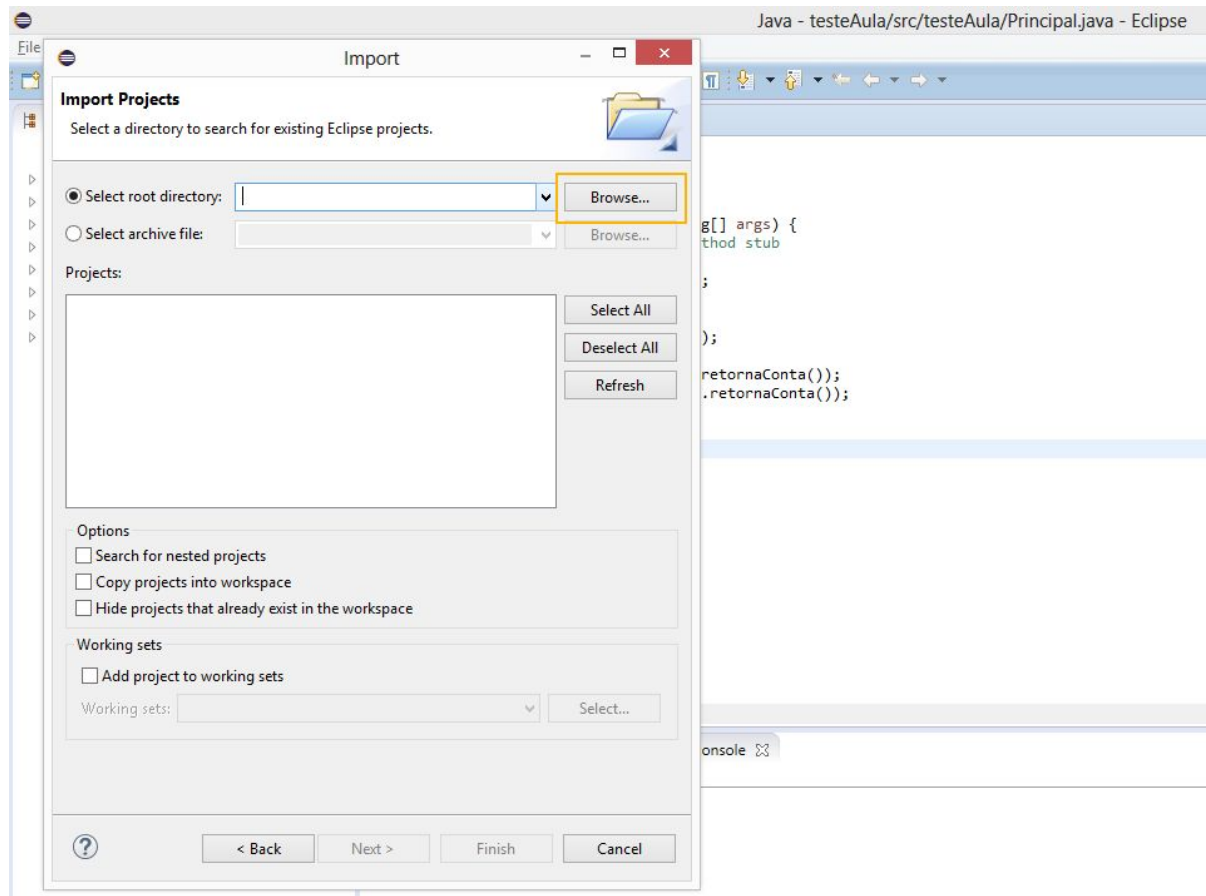 Java - testeAula/src/testeAula/Principal.java - Eclipse
File
Import
Import Projects
Select a directory to search for existing Eclipse projects.
Select root directory:
Browse...
Select archive file:
Browse...
Projects:
Select All
Deselect All
Refresh
Options
Search for nested projects
Copy projects into workspace
Hide projects that already exist in the workspace
Working sets
Add project to working sets
Working sets:
Select...
? < Back Next > Finish Cancel
g[] args) {
thod stub
;
);
retornaConta());
.retornaConta());
onsole